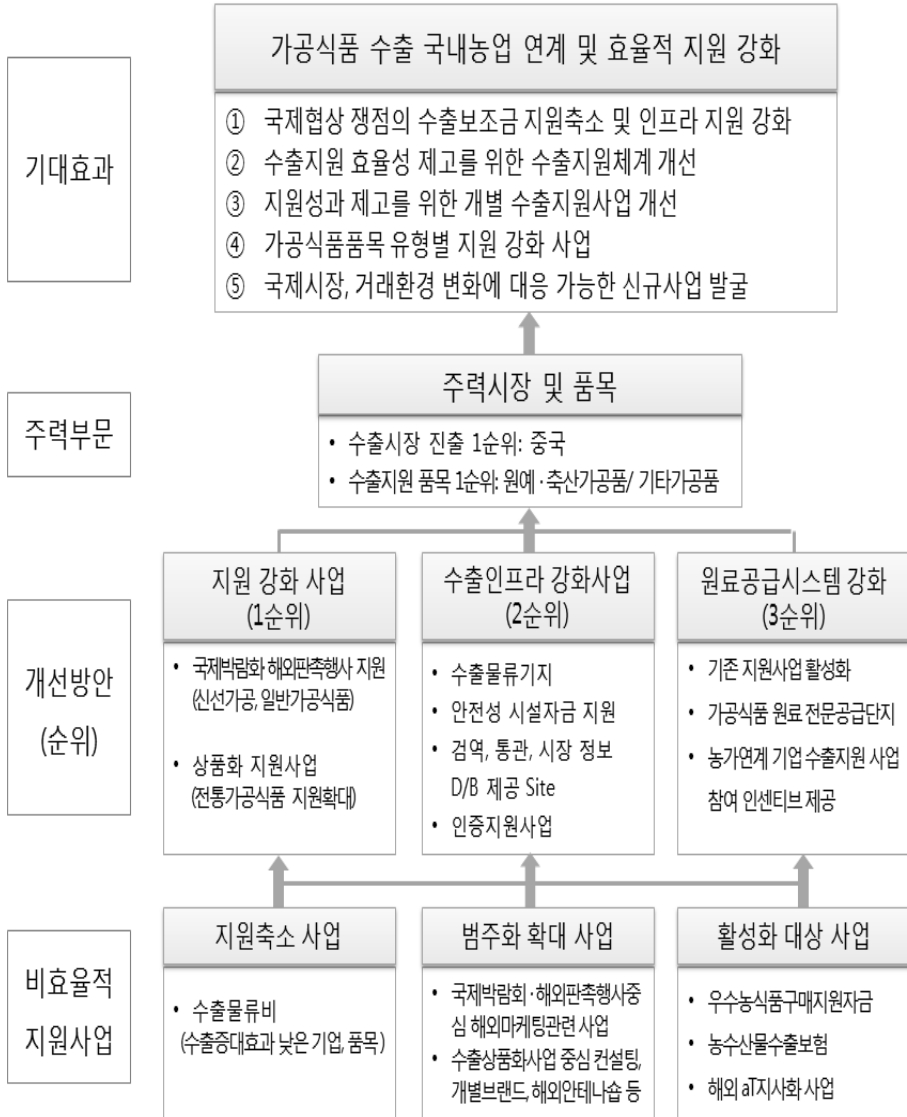 가공식품 수출 국내농업 연계 및 효율적 지원 강화
기대효과
① 국제협상 쟁점의 수출보조금 지원축소 및 인프라 지원 강화
② 수출지원 효율성 제고를 위한 수출지원체계 개선
③ 지원성과 제고를 위한 개별 수출지원사업 개선
④ 가공식품품목 유형별 지원 강화 사업
⑤ 국제시장, 거래환경 변화에 대응 가능한 신규사업 발굴
주력부문
주력시장 및 품목
• 수출시장 진출 1순위: 중국
• 수출지원 품목 1순위: 원예·축산가공품/ 기타가공품
개선방안
(순위)
지원 강화 사업
(1순위)
• 국제박람화 해외판촉행사 지원
(신선가공, 일반가공식품)
• 상품화 지원사업
(전통가공식품 지원확대)
수출인프라 강화사업
(2순위)
• 수출물류기지
• 안전성 시설자금 지원
• 검역, 통관, 시장 정보
D/B 제공 Site
• 인증지원사업
원료공급시스템 강화
(3순위)
• 기존 지원사업 활성화
• 가공식품 원료 전문공급단지
• 농가연계 기업 수출지원 사업
참여 인센티브 제공
비효율적
지원사업
지원축소 사업
• 수출물류비
(수출증대효과 낮은 기업, 품목)
범주화 확대 사업
• 국제박람회·해외판촉행사중
심 해외마케팅관련 사업
• 수출상품화사업 중심 컨설팅,
개별브랜드, 해외안테나숍 등
활성화 대상 사업
• 우수농식품구매지원자금
• 농수산물수출보험
• 해외 aT지사화 사업